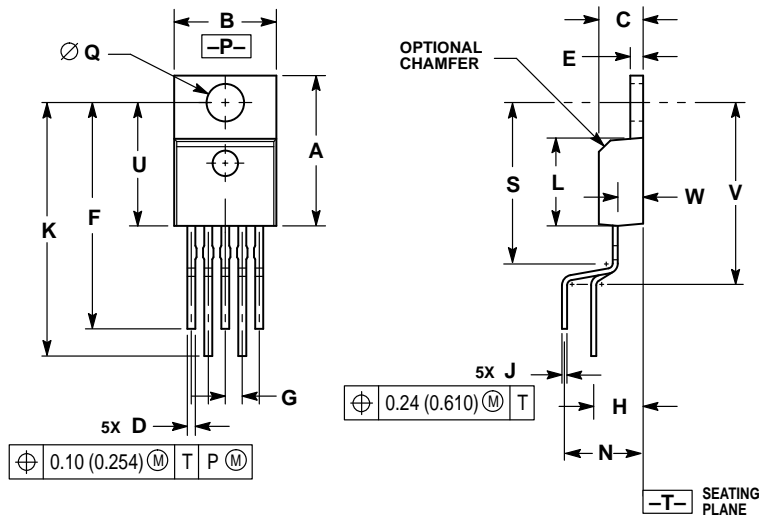 B
–P–
Ø Q
U
F
K
A
G
5X D
⌖ 0.10 (0.254) Ⓜ T P Ⓜ
C
E
OPTIONAL
CHAMFER
S
L
W
V
5X J
⌖ 0.24 (0.610) Ⓜ T
H
N
–T–
SEATING
PLANE